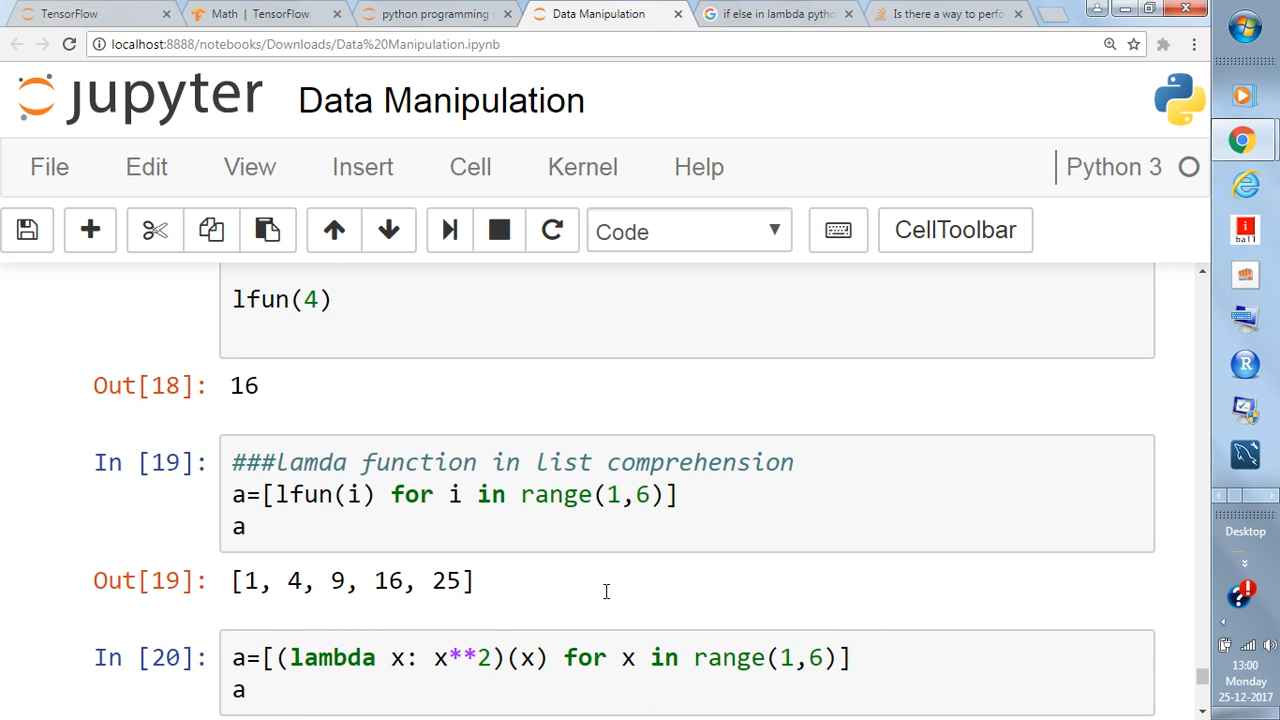 TensorFlow
Math | TensorFlow
python programming
Data Manipulation
if else in lambda pytho
Is there a way to perfo
localhost:8888/notebooks/Downloads/Data%20Manipulation.ipynb
jupyter
Data Manipulation
File Edit View Insert Cell Kernel Help
Python 3
Code
CellToolbar
lfun(4)
Out[18]: 16
In [19]: ###lamda function in list comprehension
a=[lfun(i) for i in range(1,6)]
a
Out[19]: [1, 4, 9, 16, 25]
In [20]: a=[(lambda x: x**2)(x) for x in range(1,6)]
a
i
ball
R
Desktop
13:00
Monday
25-12-2017